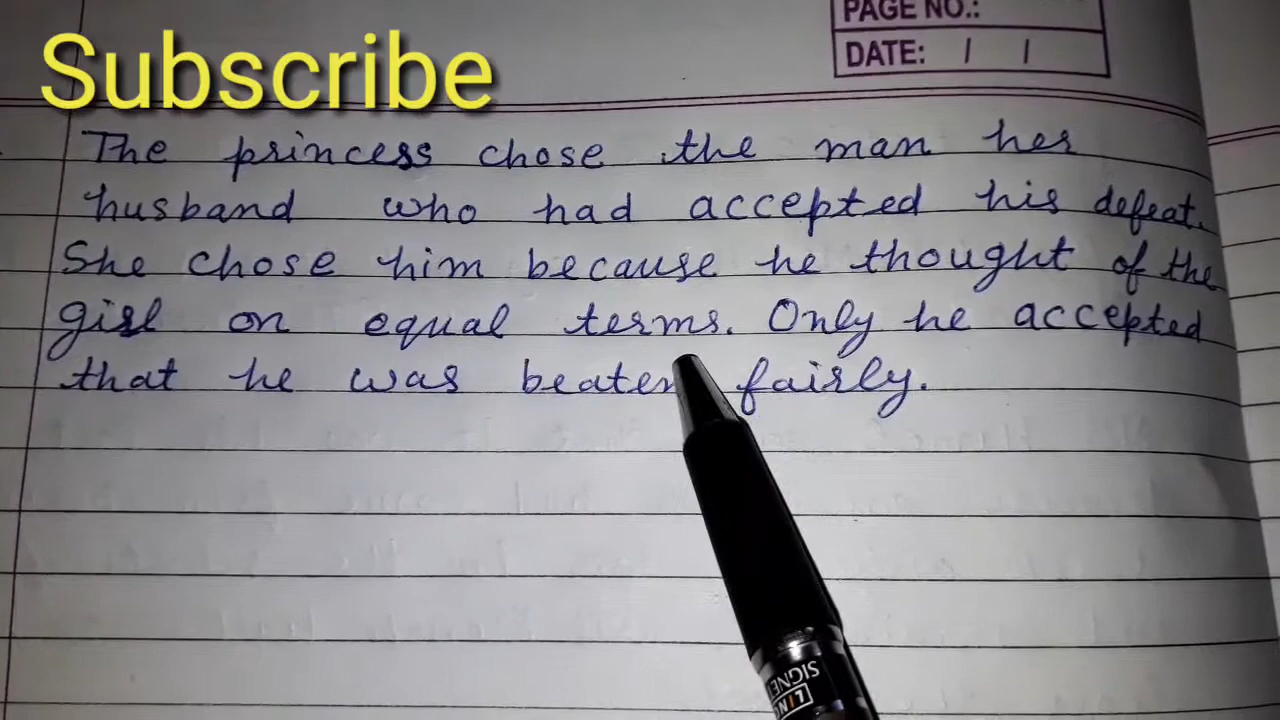 Subscribe
PAGE NO.:
DATE: / /
The princess chose the man her
husband who had accepted his defeat.
She chose him because he thought of the
girl on equal terms. Only he accepted
that he was beaten fairly.